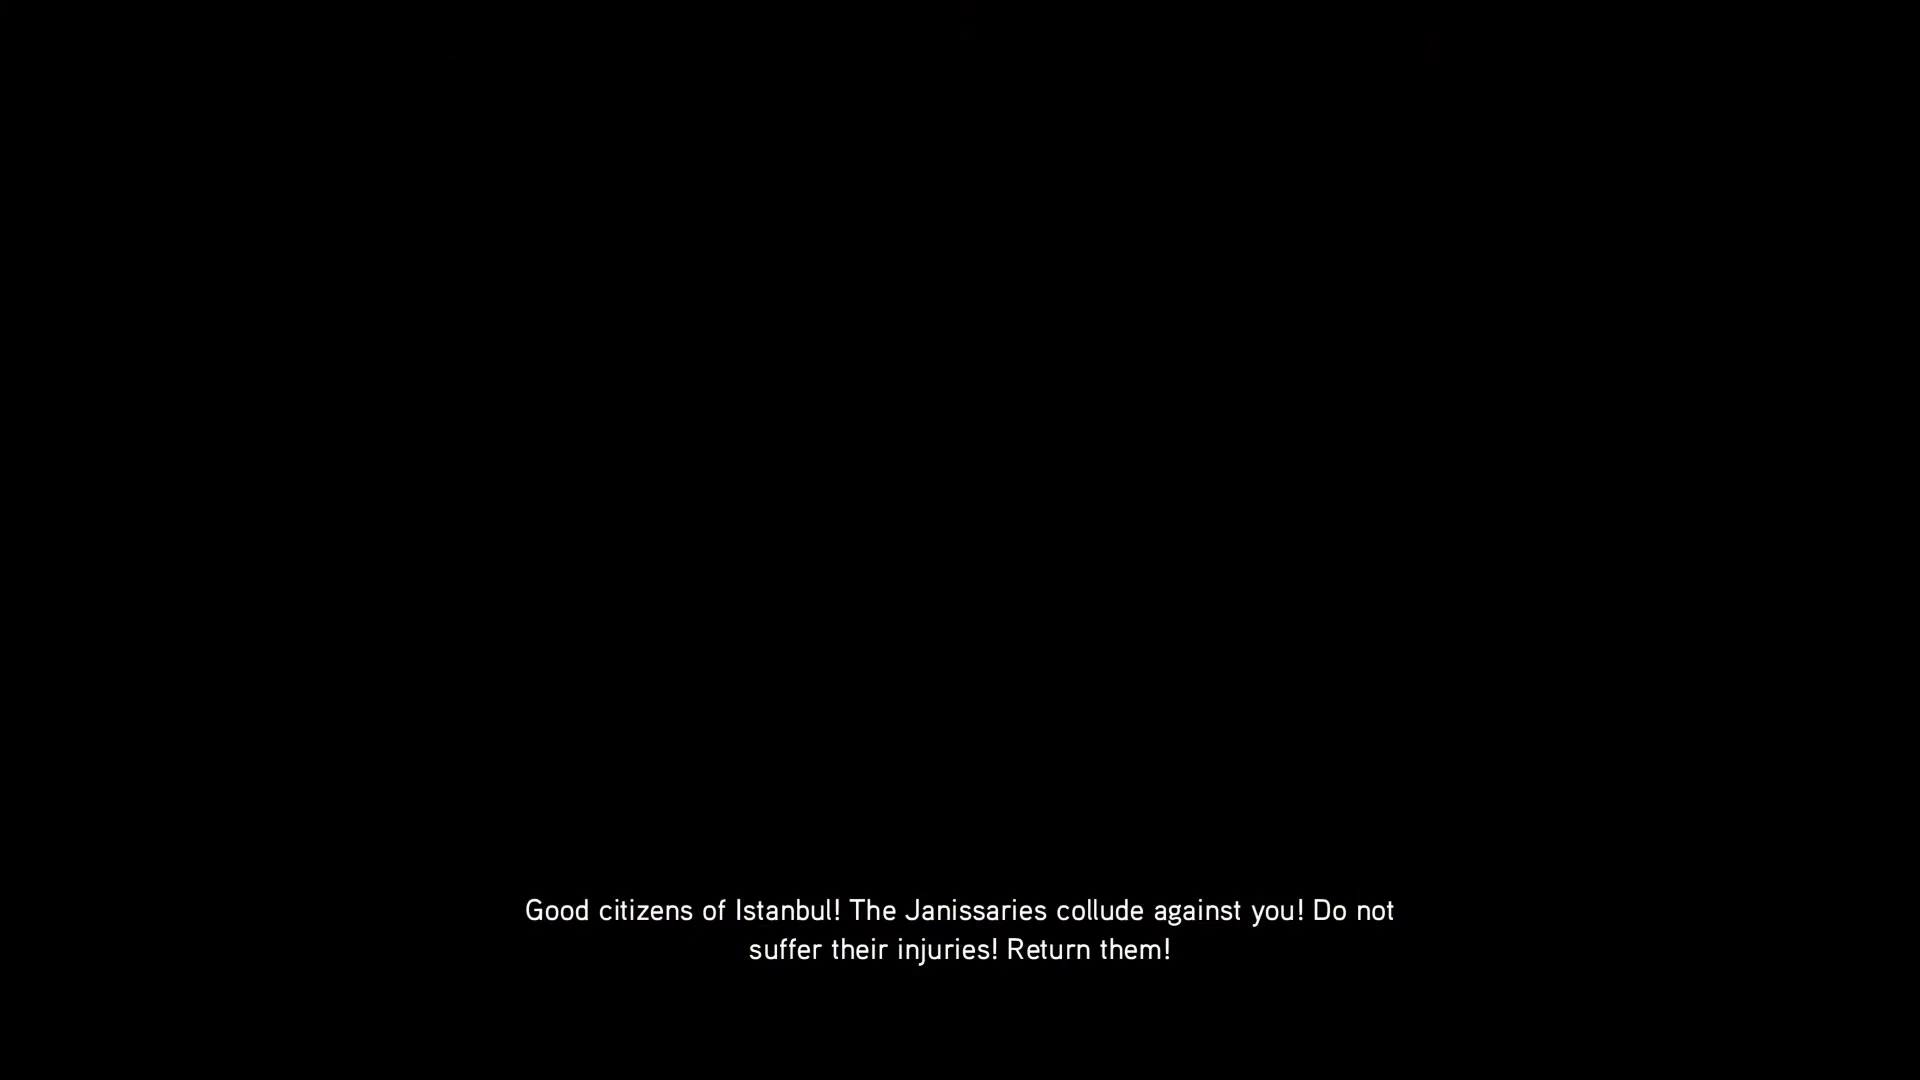 Good citizens of Istanbul! The Janissaries collude against you! Do not
suffer their injuries! Return them!